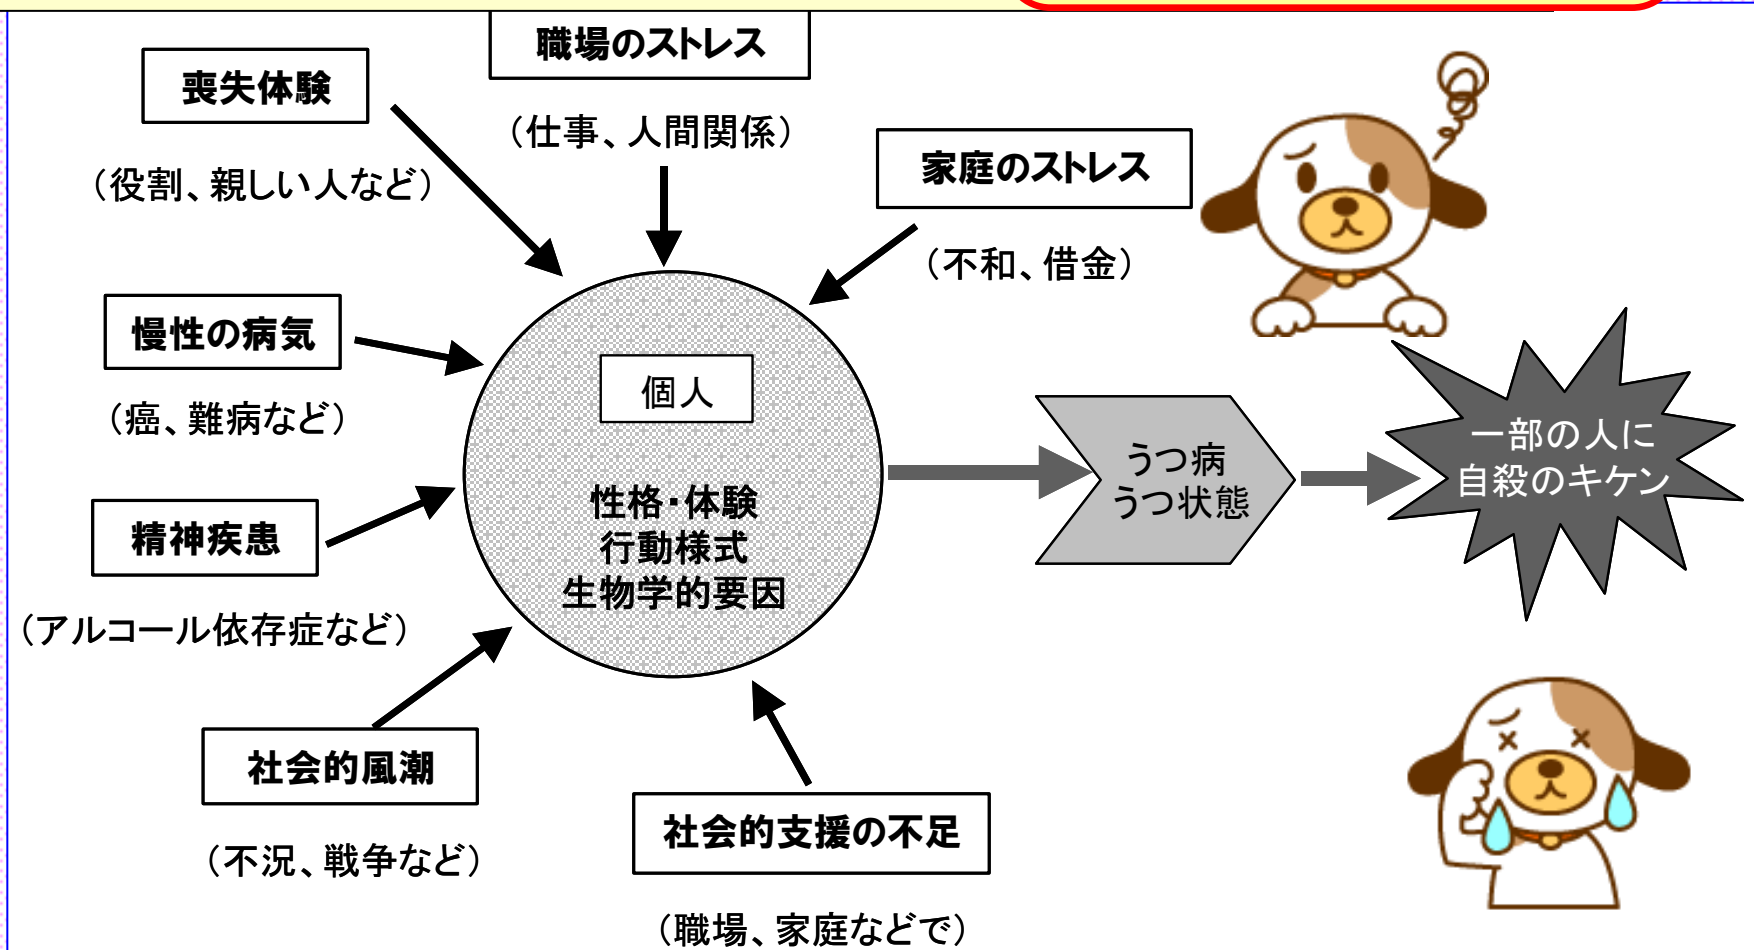 職場のストレス
（仕事、人間関係）
喪失体験
（役割、親しい人など）
家庭のストレス
（不和、借金）
慢性の病気
（癌、難病など）
個人
性格・体験
行動様式
生物学的要因
うつ病
うつ状態
一部の人に
自殺のキケン
精神疾患
（アルコール依存症など）
社会的風潮
（不況、戦争など）
社会的支援の不足
（職場、家庭などで）